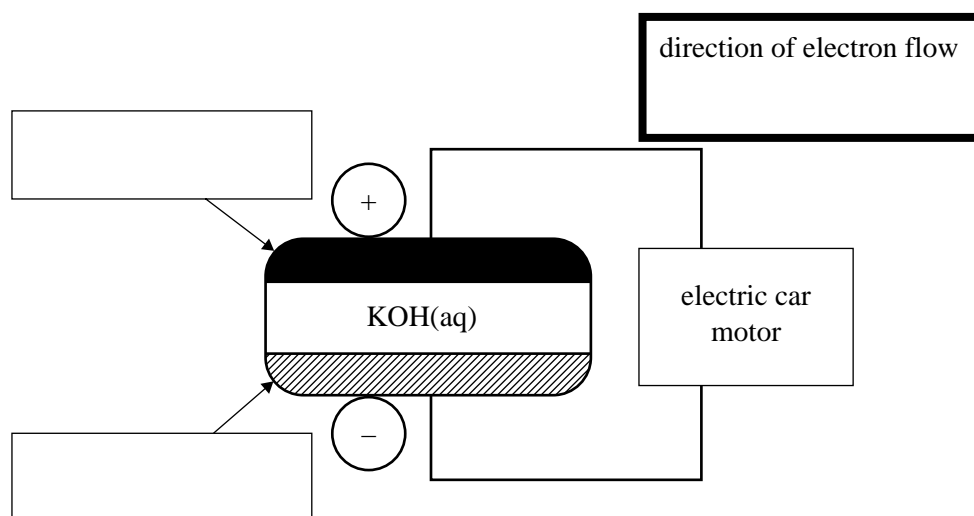 direction of electron flow
+
KOH(aq)
electric car
motor
–